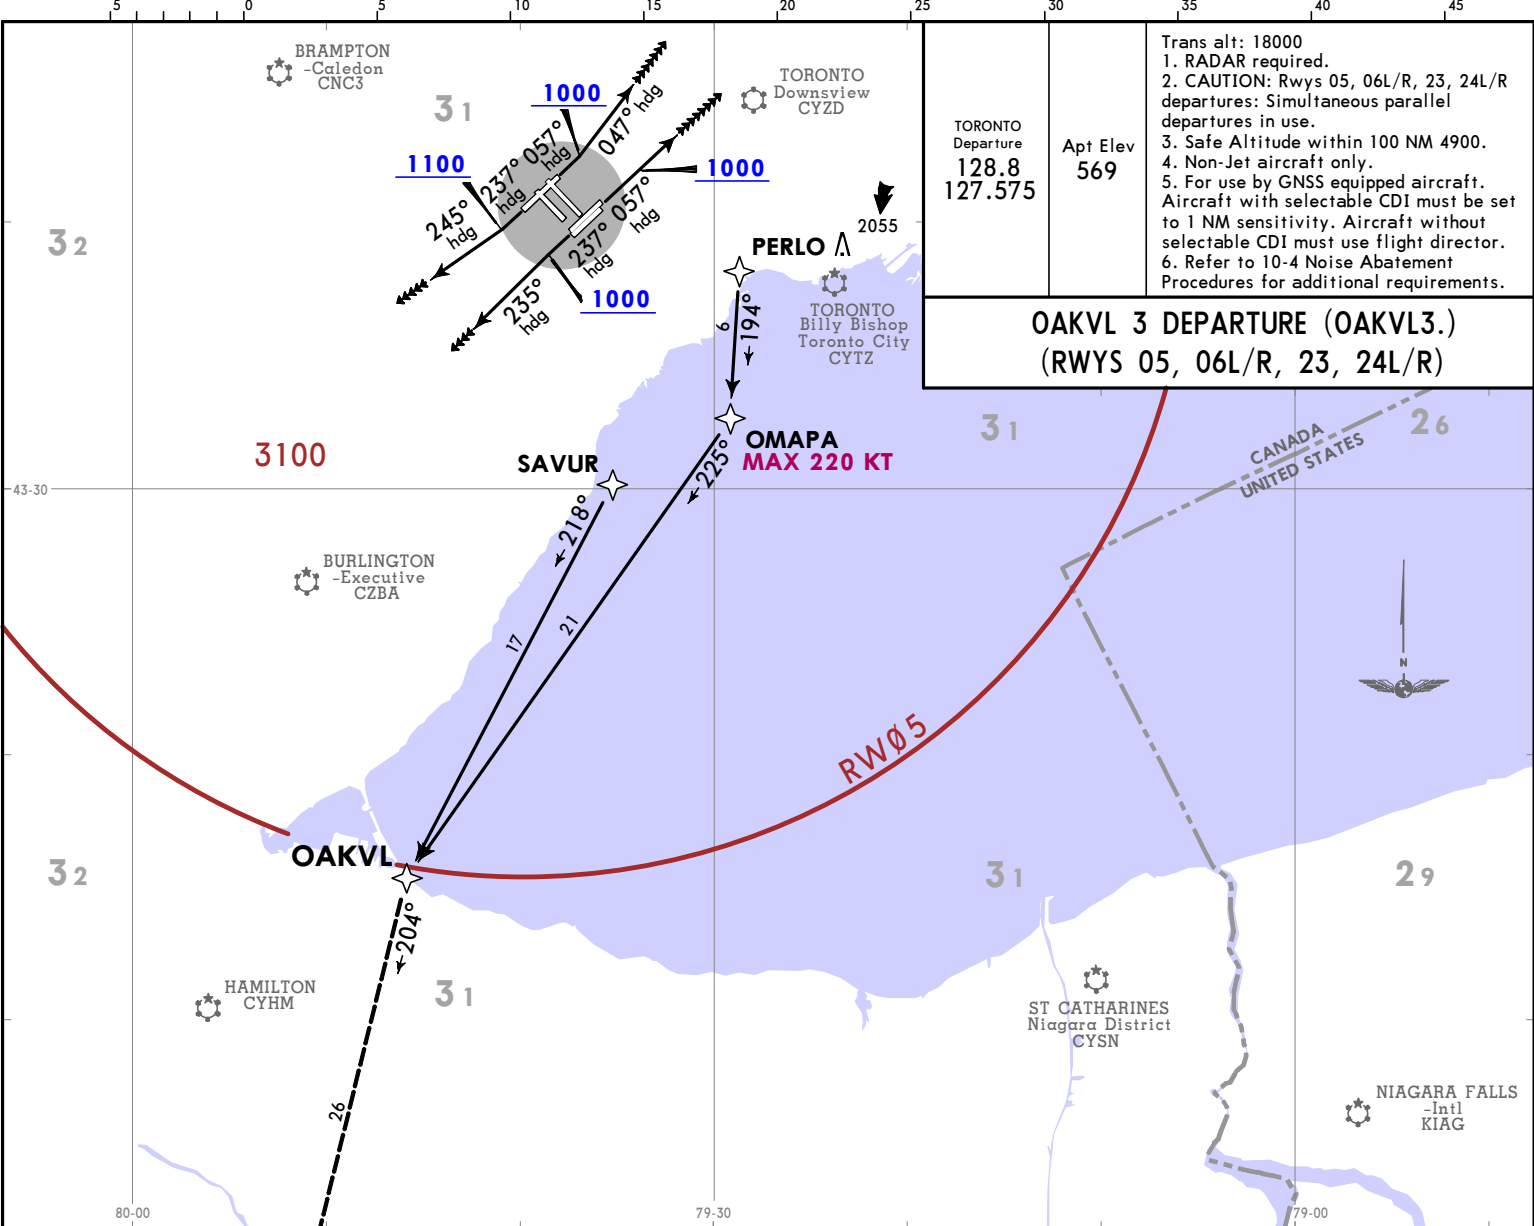 5 0 5 10 15 20 25 30 35 40 45
BRAMPTON
-Caledon
CNC3
TORONTO
Downsview
CYZD
31
1000
047° hdg
057° hdg
237° hdg
1100
1000
245° hdg
057° hdg
237° hdg
235° hdg
1000
32
2055
PERLO
TORONTO
Billy Bishop
Toronto City
CYTZ
6
194°
TORONTO
Departure
128.8
127.575
Apt Elev
569
Trans alt: 18000
1. RADAR required.
2. CAUTION: Rwys 05, 06L/R, 23, 24L/R
departures: Simultaneous parallel
departures in use.
3. Safe Altitude within 100 NM 4900.
4. Non-Jet aircraft only.
5. For use by GNSS equipped aircraft.
Aircraft with selectable CDI must be set
to 1 NM sensitivity. Aircraft without
selectable CDI must use flight director.
6. Refer to 10-4 Noise Abatement
Procedures for additional requirements.
OAKVL 3 DEPARTURE (OAKVL3.)
(RWYS 05, 06L/R, 23, 24L/R)
3100
OMAPA
MAX 220 KT
SAVUR
225°
218°
31
26
CANADA
UNITED STATES
43-30
BURLINGTON
-Executive
CZBA
17
21
N
RWØ5
OAKVL
32
31
29
204°
HAMILTON
CYHM
31
ST CATHARINES
Niagara District
CYSN
26
NIAGARA FALLS
-Intl
KIAG
80-00
79-30
79-00